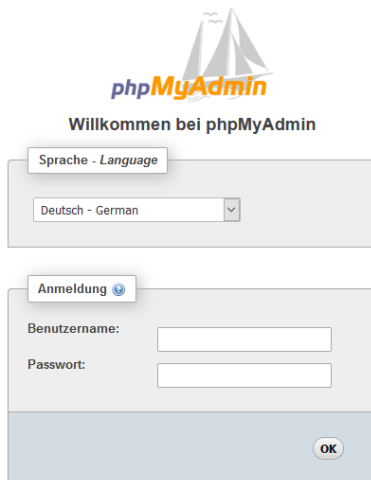 phpMyAdmin
Willkommen bei phpMyAdmin
Sprache - Language
Deutsch - German
Anmeldung
Benutzername:
Passwort:
OK